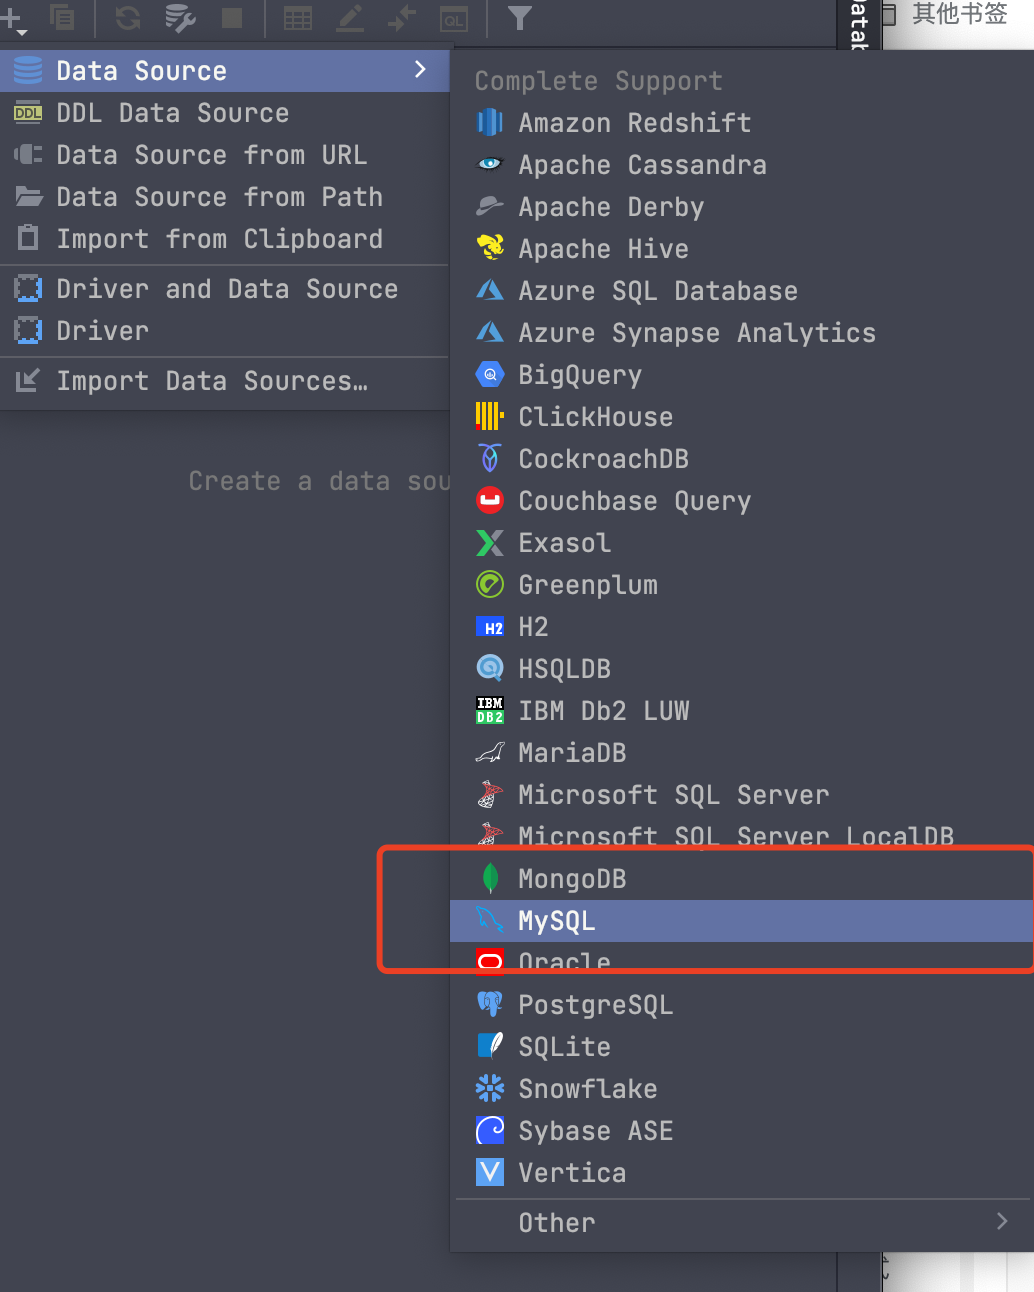 QL
Datab
其他书签
Data Source
DDL
DDL Data Source
Data Source from URL
Data Source from Path
Import from Clipboard
Driver and Data Source
Driver
Import Data Sources…
Create a data sou
Complete Support
Amazon Redshift
Apache Cassandra
Apache Derby
Apache Hive
Azure SQL Database
Azure Synapse Analytics
BigQuery
ClickHouse
CockroachDB
Couchbase Query
Exasol
Greenplum
H2 H2
HSQLDB
IBM DB2 IBM Db2 LUW
MariaDB
Microsoft SQL Server
Microsoft SQL Server LocalDB
MongoDB
MySQL
Oracle
PostgreSQL
SQLite
Snowflake
Sybase ASE
Vertica
Other